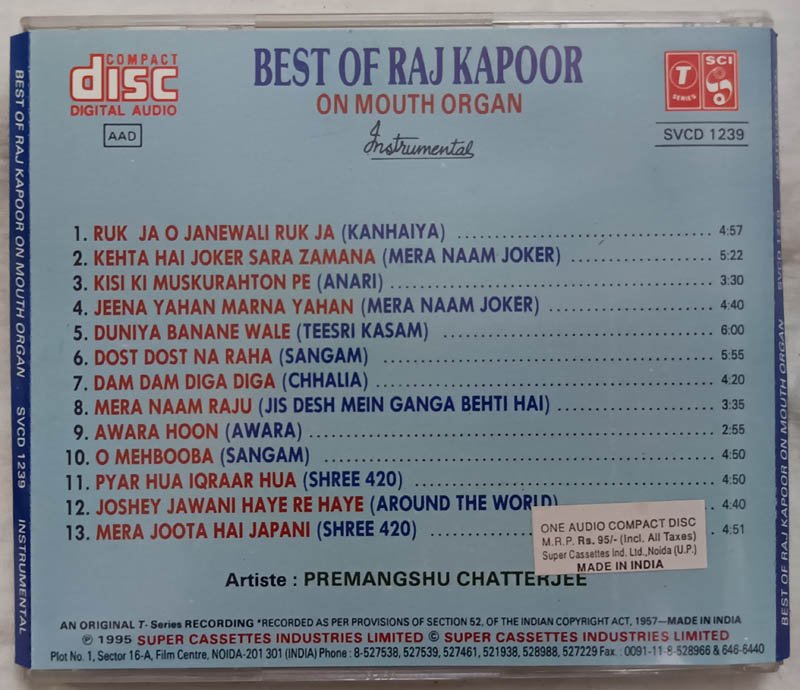 COMPACT
disc
DIGITAL AUDIO
AAD
BEST OF RAJ KAPOOR
ON MOUTH ORGAN
Instrumental
T
SERIES
SCI
SVCD 1239
1. RUK JA O JANEWALI RUK JA (KANHAIYA) 4:57
2. KEHTA HAI JOKER SARA ZAMANA (MERA NAAM JOKER) 5:22
3. KISI KI MUSKURAHTON PE (ANARI) 3:30
4. JEENA YAHAN MARNA YAHAN (MERA NAAM JOKER) 4:40
5. DUNIYA BANANE WALE (TEESRI KASAM) 6:00
6. DOST DOST NA RAHA (SANGAM) 5:55
7. DAM DAM DIGA DIGA (CHHALIA) 4:20
8. MERA NAAM RAJU (JIS DESH MEIN GANGA BEHTI HAI) 3:35
9. AWARA HOON (AWARA) 2:55
10. O MEHBOOBA (SANGAM) 4:50
11. PYAR HUA IQRAAR HUA (SHREE 420) 4:50
12. JOSHEY JAWANI HAYE RE HAYE (AROUND THE WORLD) 4:40
13. MERA JOOTA HAI JAPANI (SHREE 420) 4:51
ONE AUDIO COMPACT DISC
M.R.P. Rs. 95/- (Incl. All Taxes)
Super Cassettes Ind. Ltd.,Noida (U.P.)
MADE IN INDIA
Artiste : PREMANGSHU CHATTERJEE
AN ORIGINAL T- Series RECORDING *RECORDED AS PER PROVISIONS OF SECTION 52, OF THE INDIAN COPYRIGHT ACT, 1957—MADE IN INDIA
℗ 1995 SUPER CASSETTES INDUSTRIES LIMITED © SUPER CASSETTES INDUSTRIES LIMITED
Plot No. 1, Sector 16-A, Film Centre, NOIDA-201 301 (INDIA) Phone : 8-527538, 527539, 527461, 521938, 528988, 527229 Fax. : 0091-11-8-528966 & 646-6440
BEST OF RAJ KAPOOR ON MOUTH ORGAN SVCD 1239 INSTRUMENTAL
BEST OF RAJ KAPOOR ON MOUTH ORGAN SVCD 1239 INSTRUMENTAL